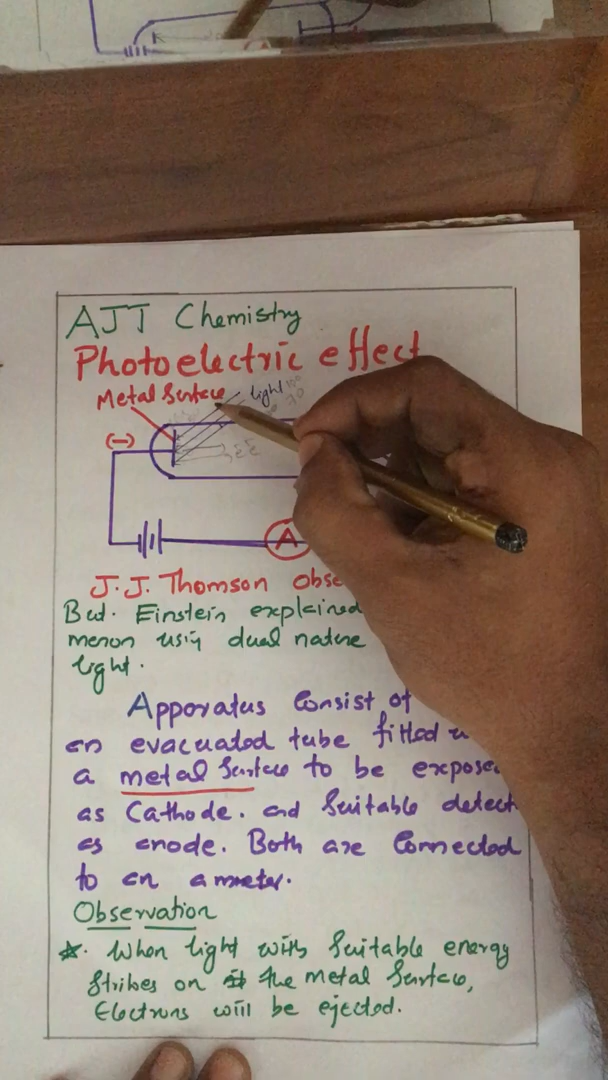 AJT Chemistry
Photoelectric effect
Metal Surface
light
(-)
A
J.J. Thomson obse
But. Einstein explained
menon using dual nature
light.
Apparatus Consist of
an evacuated tube fitted
a metal Surface to be expose
as Cathode. and Suitable detect
as anode. Both are Connected
to an ameter.
Observation
*. When light with Suitable energy
Strikes on the metal Surface,
Electrons will be ejected.